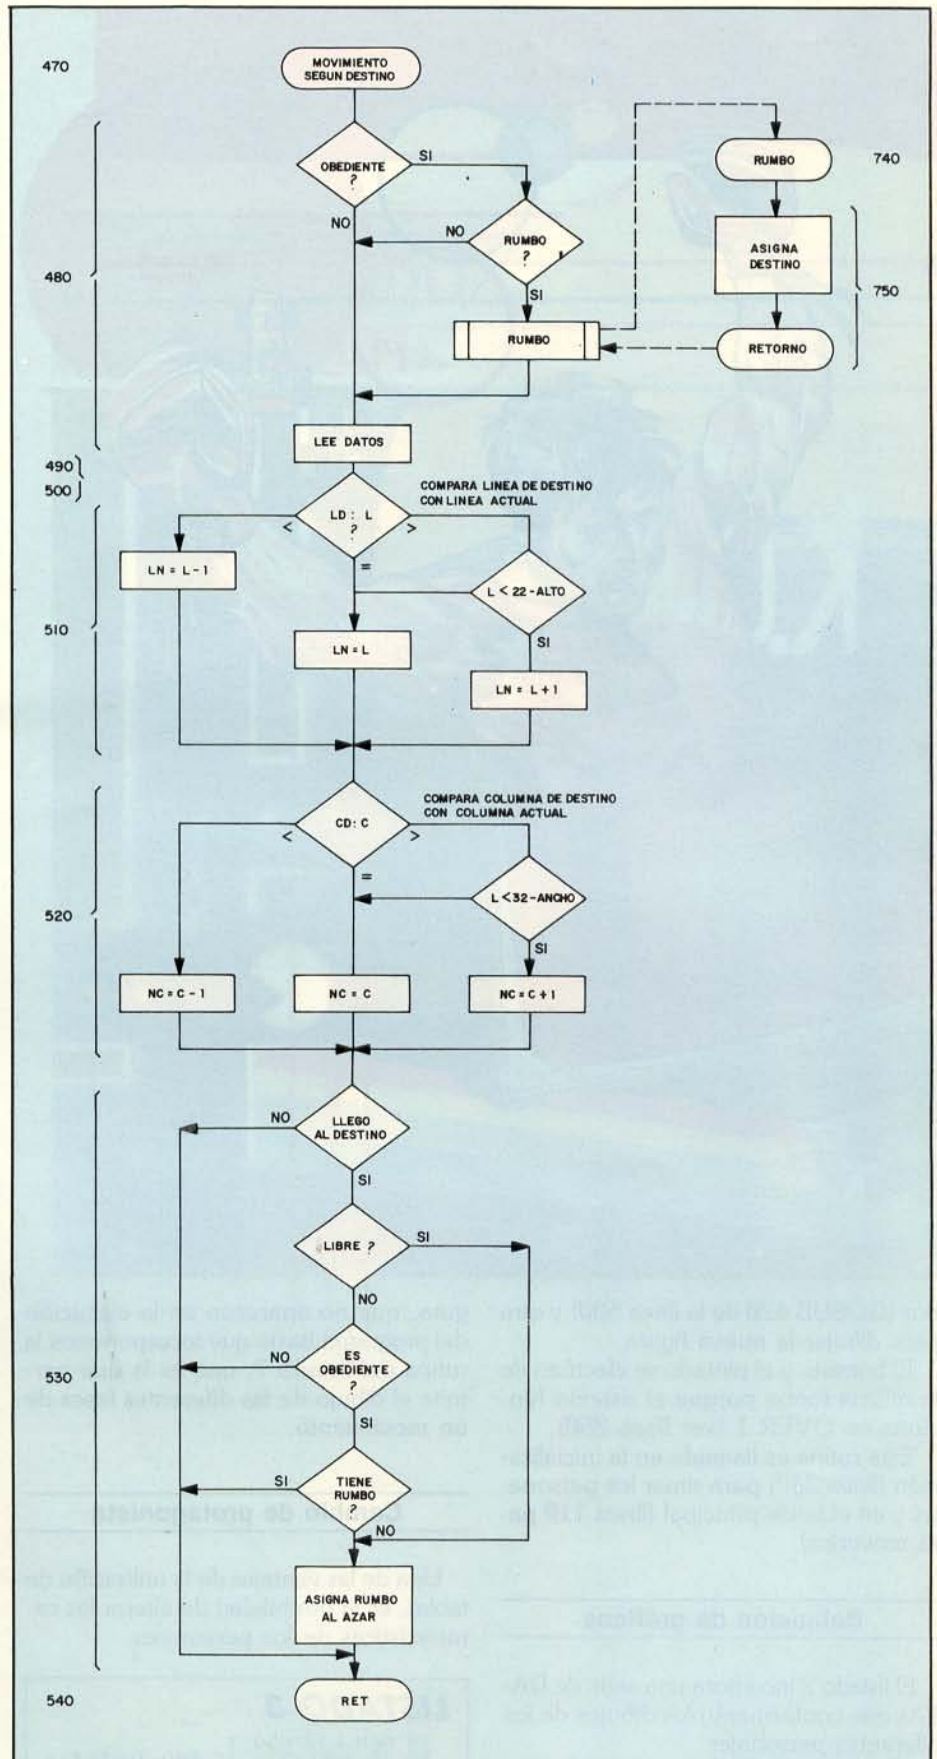 470
MOVIMIENTO
SEGUN DESTINO
OBEDIENTE
?
SI
NO
RUMBO
?
NO
SI
RUMBO
RUMBO
740
ASIGNA
DESTINO
750
RETORNO
480
LEE DATOS
490
500
COMPARA LINEA DE DESTINO
CON LINEA ACTUAL
LD : L
?
<
>
=
LN = L - 1
L < 22 - ALTO
SI
510
LN = L
LN = L + 1
COMPARA COLUMNA DE DESTINO
CON COLUMNA ACTUAL
CD : C
<
>
=
L < 32 - ANCHO
SI
520
NC = C - 1
NC = C
NC = C + 1
LLEGO
AL DESTINO
NO
SI
LIBRE ?
SI
NO
ES
OBEDIENTE
?
NO
SI
530
TIENE
RUMBO
?
SI
NO
ASIGNA RUMBO
AL AZAR
540
RET